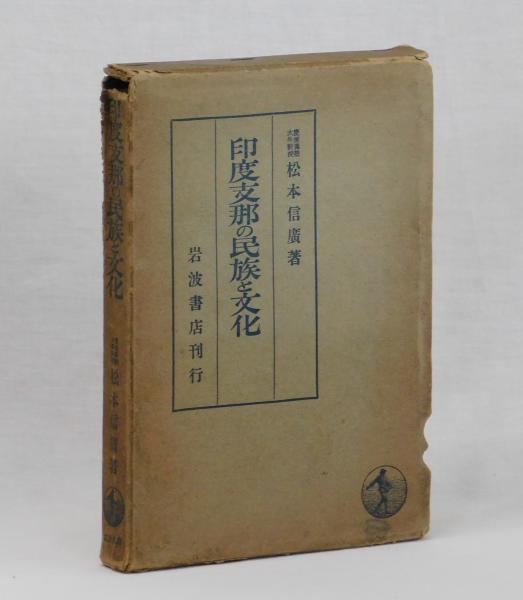 慶應義塾
大学教授
松本信廣著
印度支那の民族と文化
岩波書店刊行
印度支那の民族と文化
松本信廣著